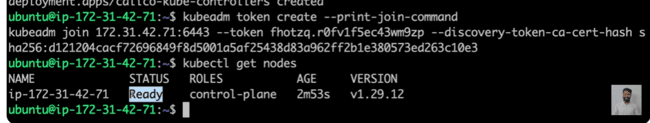 deployment.apps/calico-kube-controllers created
ubuntu@ip-172-31-42-71:~$ kubeadm token create --print-join-command
kubeadm join 172.31.42.71:6443 --token fhotzq.r0fv1f5ec43wm9zp --discovery-token-ca-cert-hash s
ha256:d121204cacf72696849f8d5001a5af25438d83a962ff2b1e380573ed263c10e3
ubuntu@ip-172-31-42-71:~$ kubectl get nodes
NAME STATUS ROLES AGE VERSION
ip-172-31-42-71 Ready control-plane 2m53s v1.29.12
ubuntu@ip-172-31-42-71:~$